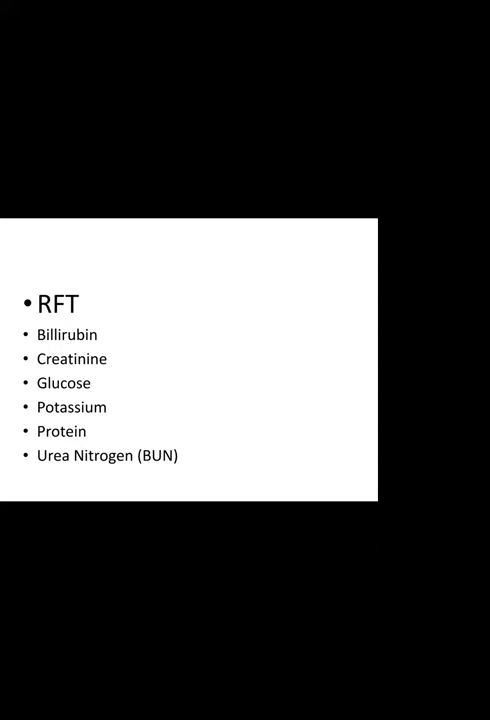 • RFT
• Billirubin
• Creatinine
• Glucose
• Potassium
• Protein
• Urea Nitrogen (BUN)